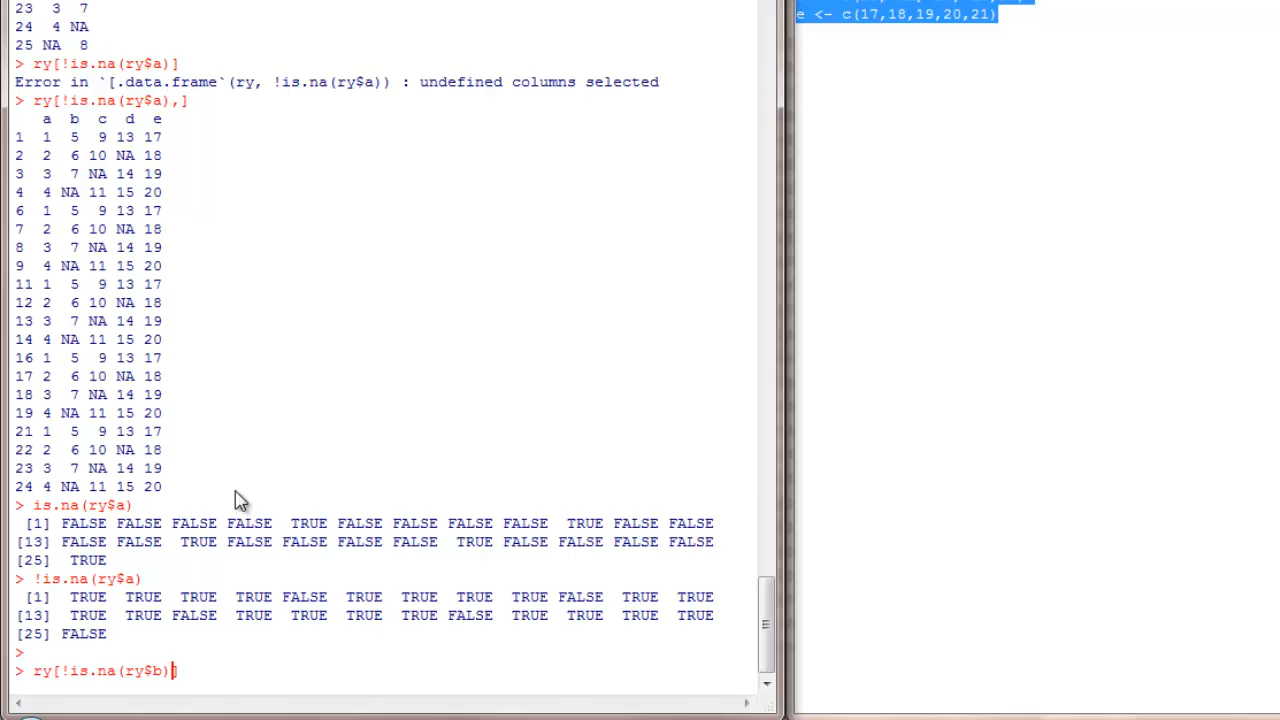 23  3  7
24  4 NA
25 NA  8
> ry[!is.na(ry$a)]
Error in `[.data.frame`(ry, !is.na(ry$a)) : undefined columns selected
> ry[!is.na(ry$a),]
   a  b  c  d  e
1  1  5  9 13 17
2  2  6 10 NA 18
3  3  7 NA 14 19
4  4 NA 11 15 20
6  1  5  9 13 17
7  2  6 10 NA 18
8  3  7 NA 14 19
9  4 NA 11 15 20
11 1  5  9 13 17
12 2  6 10 NA 18
13 3  7 NA 14 19
14 4 NA 11 15 20
16 1  5  9 13 17
17 2  6 10 NA 18
18 3  7 NA 14 19
19 4 NA 11 15 20
21 1  5  9 13 17
22 2  6 10 NA 18
23 3  7 NA 14 19
24 4 NA 11 15 20
> is.na(ry$a)
 [1] FALSE FALSE FALSE FALSE  TRUE FALSE FALSE FALSE FALSE  TRUE FALSE FALSE
[13] FALSE FALSE  TRUE FALSE FALSE FALSE FALSE  TRUE FALSE FALSE FALSE FALSE
[25]  TRUE
> !is.na(ry$a)
 [1]  TRUE  TRUE  TRUE  TRUE FALSE  TRUE  TRUE  TRUE  TRUE FALSE  TRUE  TRUE
[13]  TRUE  TRUE FALSE  TRUE  TRUE  TRUE  TRUE FALSE  TRUE  TRUE  TRUE  TRUE
[25] FALSE
>
> ry[!is.na(ry$b)]
e <- c(17,18,19,20,21)